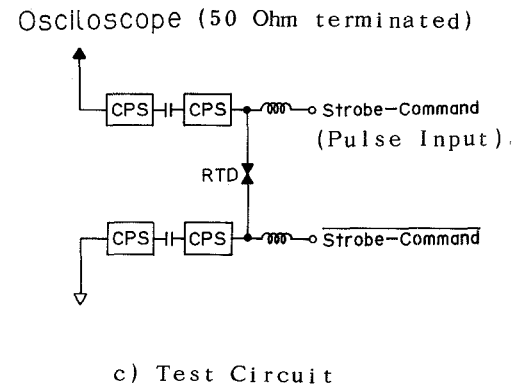 Osciloscope (50 Ohm terminated)
CPS CPS Strobe-Command
(Pulse Input)
RTD
CPS CPS Strobe-Command
c) Test Circuit